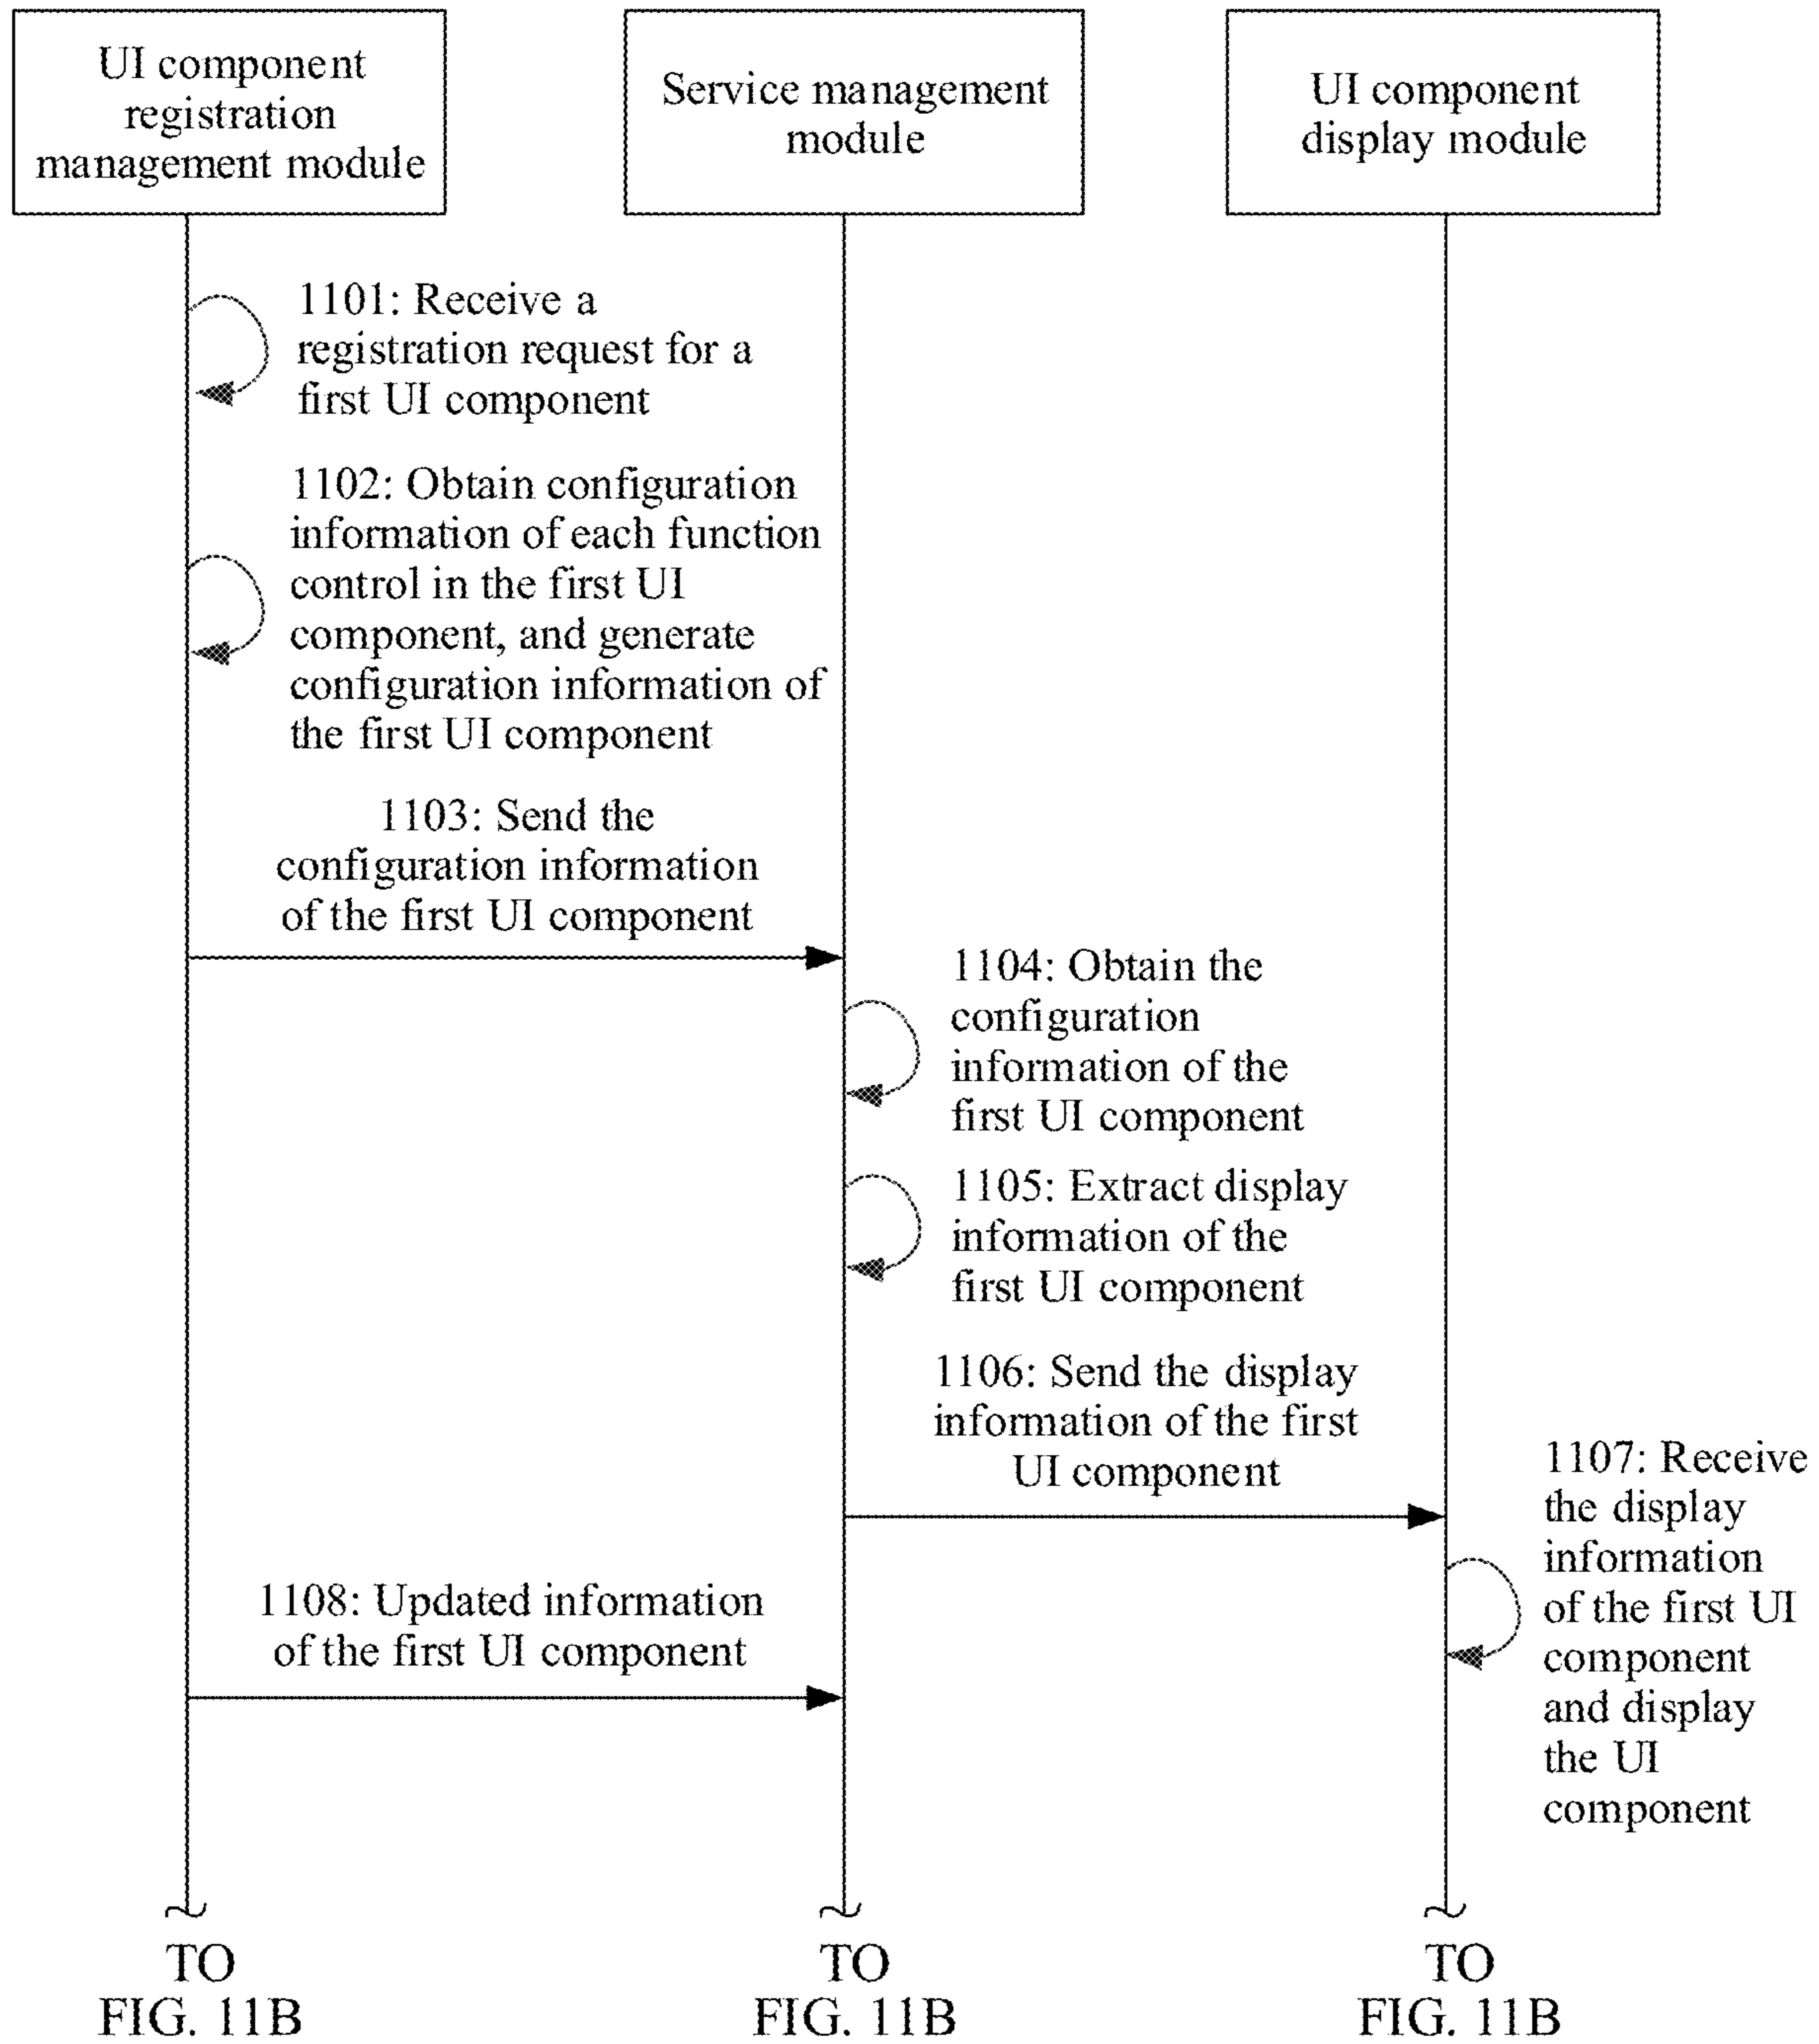 UI component
registration
management module
Service management
module
UI component
display module
1101: Receive a
registration request for a
first UI component
1102: Obtain configuration
information of each function
control in the first UI
component, and generate
configuration information of
the first UI component
1103: Send the
configuration information
of the first UI component
1104: Obtain the
configuration
information of the
first UI component
1105: Extract display
information of the
first UI component
1106: Send the display
information of the first
UI component
1107: Receive
the display
information
of the first UI
component
and display
the UI
component
1108: Updated information
of the first UI component
TO
FIG. 11B
TO
FIG. 11B
TO
FIG. 11B